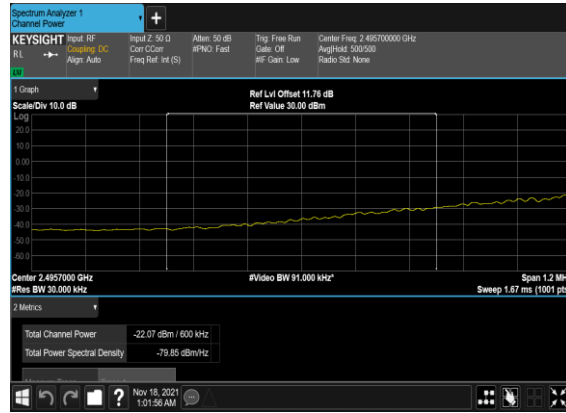 Spectrum Analyzer 1
Channel Power
+
KEYSIGHT Input: RF Input Z: 50 Ω Atten: 50 dB Trig: Free Run Center Freq: 2.495700000 GHz
RL Coupling: DC Corr CCorr #PNO: Fast Gate: Off Avg|Hold: 500/500
Align: Auto Freq Ref: Int (S) #IF Gain: Low Radio Std: None
1 Graph
Ref Lvl Offset 11.76 dB
Scale/Div 10.0 dB Ref Value 30.00 dBm
Log
20.0
10.0
0.00
-10.0
-20.0
-30.0
-40.0
-50.0
-60.0
Center 2.4957000 GHz #Video BW 91.000 kHz* Span 1.2 MH
#Res BW 30.000 kHz Sweep 1.67 ms (1001 pts
2 Metrics
Total Channel Power -22.07 dBm / 600 kHz
Total Power Spectral Density -79.85 dBm/Hz
? Nov 18, 2021
1:01:56 AM